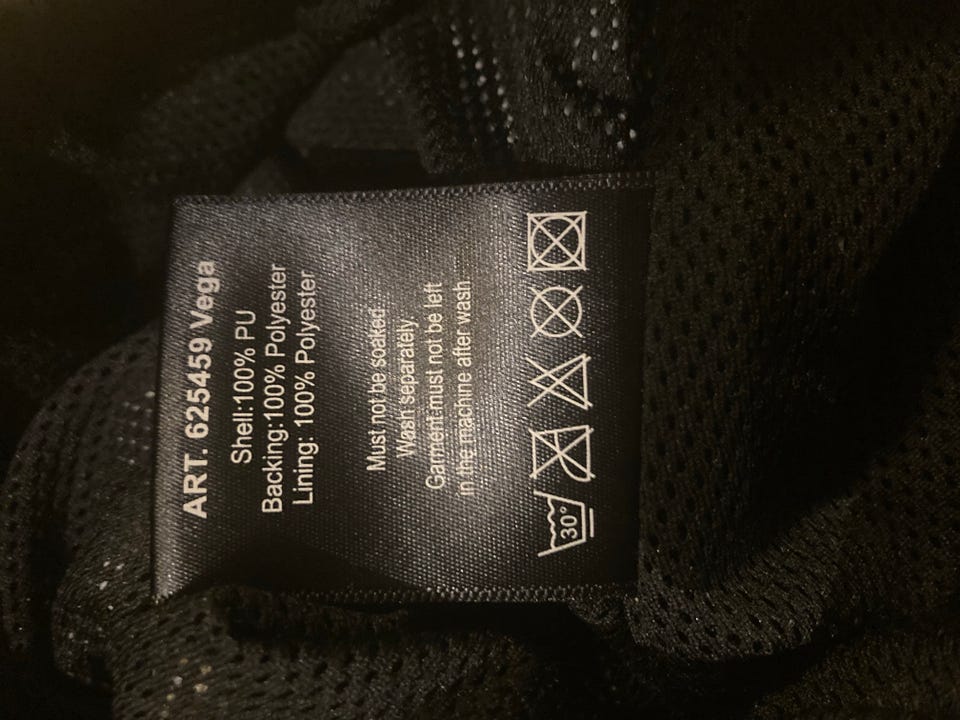 ART. 625459 Vega
Shell:100% PU
Backing:100% Polyester
Lining: 100% Polyester
Must not be soaked.
Wash separately.
Garment must not be left
in the machine after wash
30°